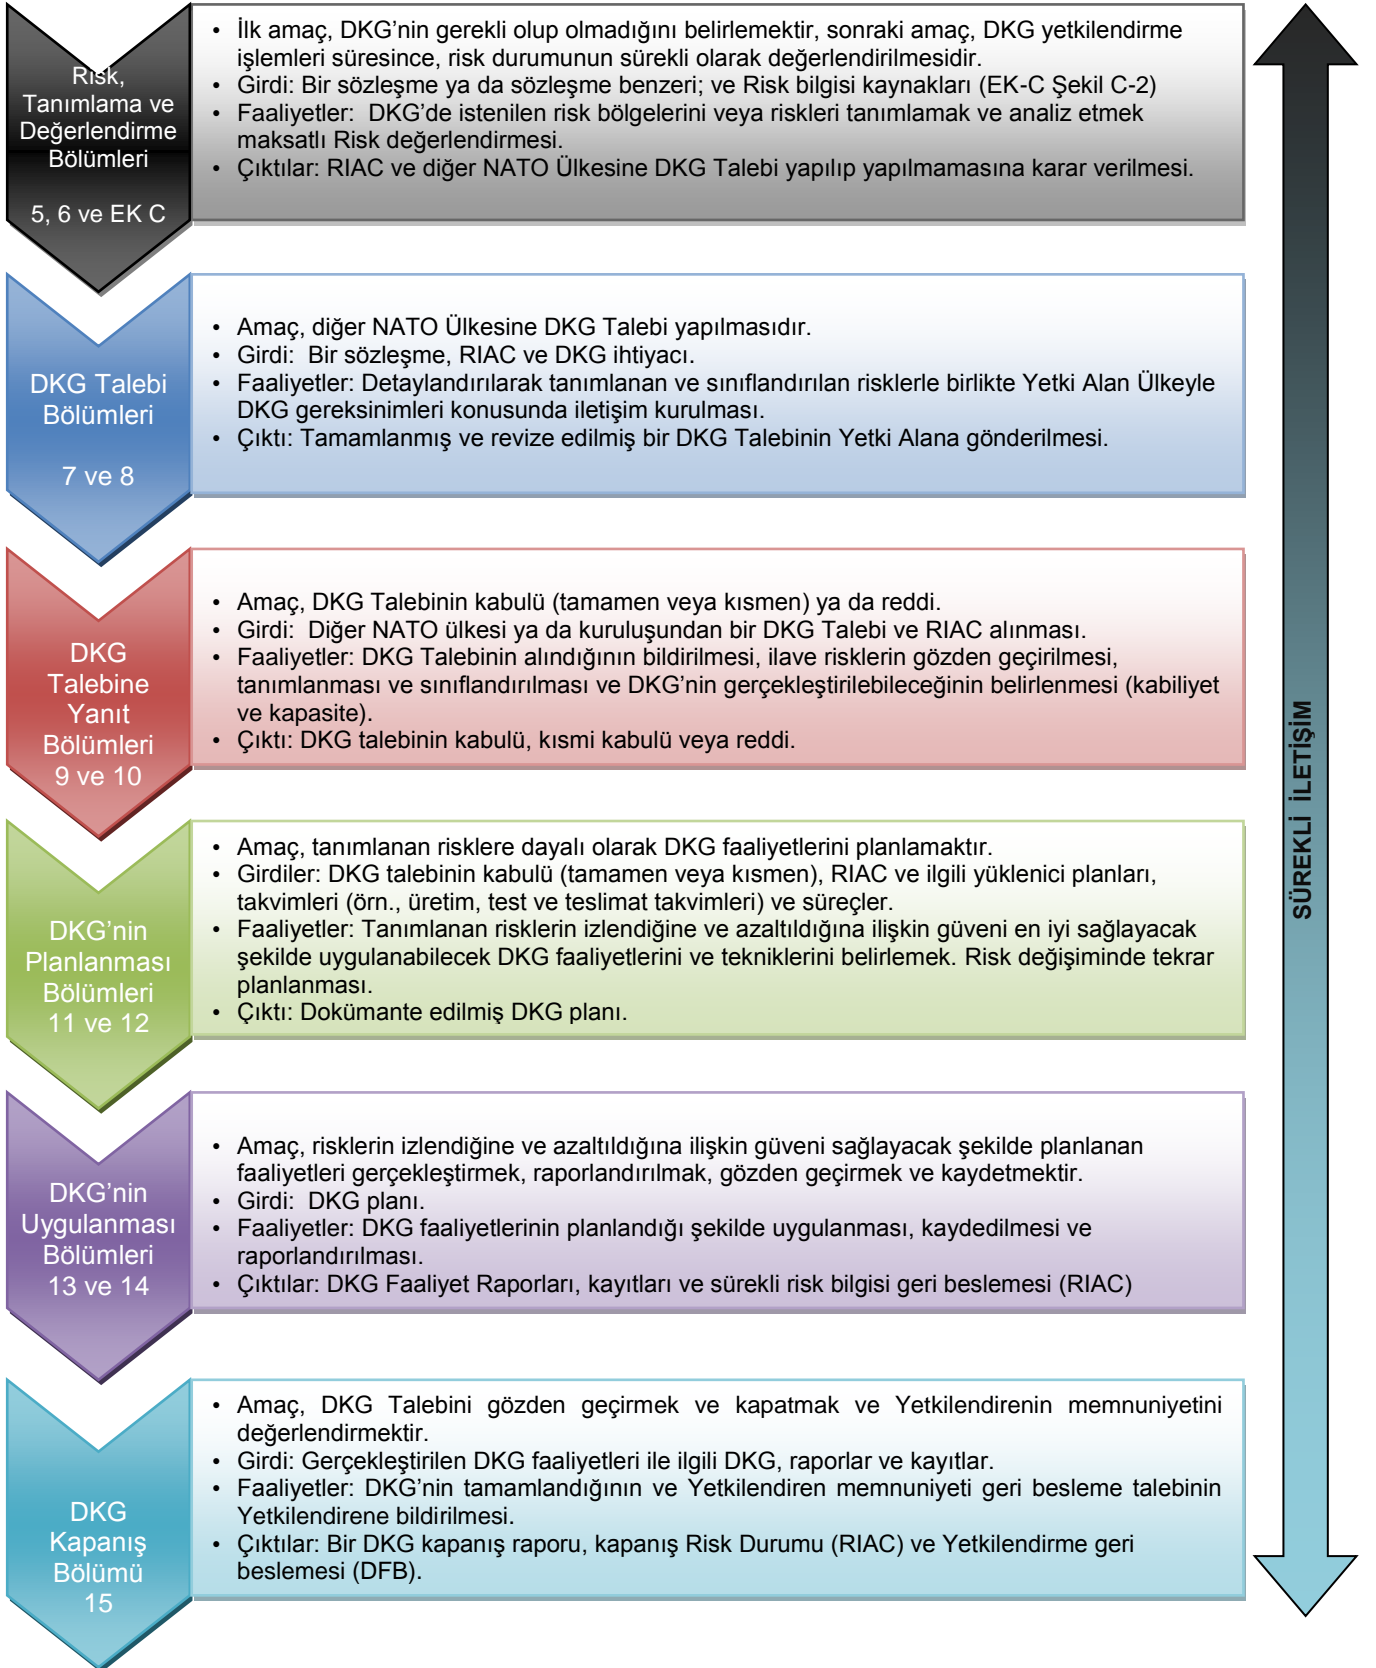 Risk,
Tanımlama ve
Değerlendirme
Bölümleri
5, 6 ve EK C
• İlk amaç, DKG’nin gerekli olup olmadığını belirlemektir, sonraki amaç, DKG yetkilendirme
işlemleri süresince, risk durumunun sürekli olarak değerlendirilmesidir.
• Girdi: Bir sözleşme ya da sözleşme benzeri; ve Risk bilgisi kaynakları (EK-C Şekil C-2)
• Faaliyetler: DKG’de istenilen risk bölgelerini veya riskleri tanımlamak ve analiz etmek
maksatlı Risk değerlendirmesi.
• Çıktılar: RIAC ve diğer NATO Ülkesine DKG Talebi yapılıp yapılmamasına karar verilmesi.
DKG Talebi
Bölümleri
7 ve 8
• Amaç, diğer NATO Ülkesine DKG Talebi yapılmasıdır.
• Girdi: Bir sözleşme, RIAC ve DKG ihtiyacı.
• Faaliyetler: Detaylandırılarak tanımlanan ve sınıflandırılan risklerle birlikte Yetki Alan Ülkeyle
DKG gereksinimleri konusunda iletişim kurulması.
• Çıktı: Tamamlanmış ve revize edilmiş bir DKG Talebinin Yetki Alana gönderilmesi.
DKG
Talebine
Yanıt
Bölümleri
9 ve 10
• Amaç, DKG Talebinin kabulü (tamamen veya kısmen) ya da reddi.
• Girdi: Diğer NATO ülkesi ya da kuruluşundan bir DKG Talebi ve RIAC alınması.
• Faaliyetler: DKG Talebinin alındığının bildirilmesi, ilave risklerin gözden geçirilmesi,
tanımlanması ve sınıflandırılması ve DKG’nin gerçekleştirilebileceğinin belirlenmesi (kabiliyet
ve kapasite).
• Çıktı: DKG talebinin kabulü, kısmi kabulü veya reddi.
DKG’nin
Planlanması
Bölümleri
11 ve 12
• Amaç, tanımlanan risklere dayalı olarak DKG faaliyetlerini planlamaktır.
• Girdiler: DKG talebinin kabulü (tamamen veya kısmen), RIAC ve ilgili yüklenici planları,
takvimleri (örn., üretim, test ve teslimat takvimleri) ve süreçler.
• Faaliyetler: Tanımlanan risklerin izlendiğine ve azaltıldığına ilişkin güveni en iyi sağlayacak
şekilde uygulanabilecek DKG faaliyetlerini ve tekniklerini belirlemek. Risk değişiminde tekrar
planlanması.
• Çıktı: Dokümante edilmiş DKG planı.
DKG’nin
Uygulanması
Bölümleri
13 ve 14
• Amaç, risklerin izlendiğine ve azaltıldığına ilişkin güveni sağlayacak şekilde planlanan
faaliyetleri gerçekleştirmek, raporlandırılmak, gözden geçirmek ve kaydetmektir.
• Girdi: DKG planı.
• Faaliyetler: DKG faaliyetlerinin planlandığı şekilde uygulanması, kaydedilmesi ve
raporlandırılması.
• Çıktılar: DKG Faaliyet Raporları, kayıtları ve sürekli risk bilgisi geri beslemesi (RIAC)
DKG
Kapanış
Bölümü
15
• Amaç, DKG Talebini gözden geçirmek ve kapatmak ve Yetkilendirenin memnuniyetini
değerlendirmektir.
• Girdi: Gerçekleştirilen DKG faaliyetleri ile ilgili DKG, raporlar ve kayıtlar.
• Faaliyetler: DKG’nin tamamlandığının ve Yetkilendiren memnuniyeti geri besleme talebinin
Yetkilendirene bildirilmesi.
• Çıktılar: Bir DKG kapanış raporu, kapanış Risk Durumu (RIAC) ve Yetkilendirme geri
beslemesi (DFB).
SÜREKLİ İLETİŞİM